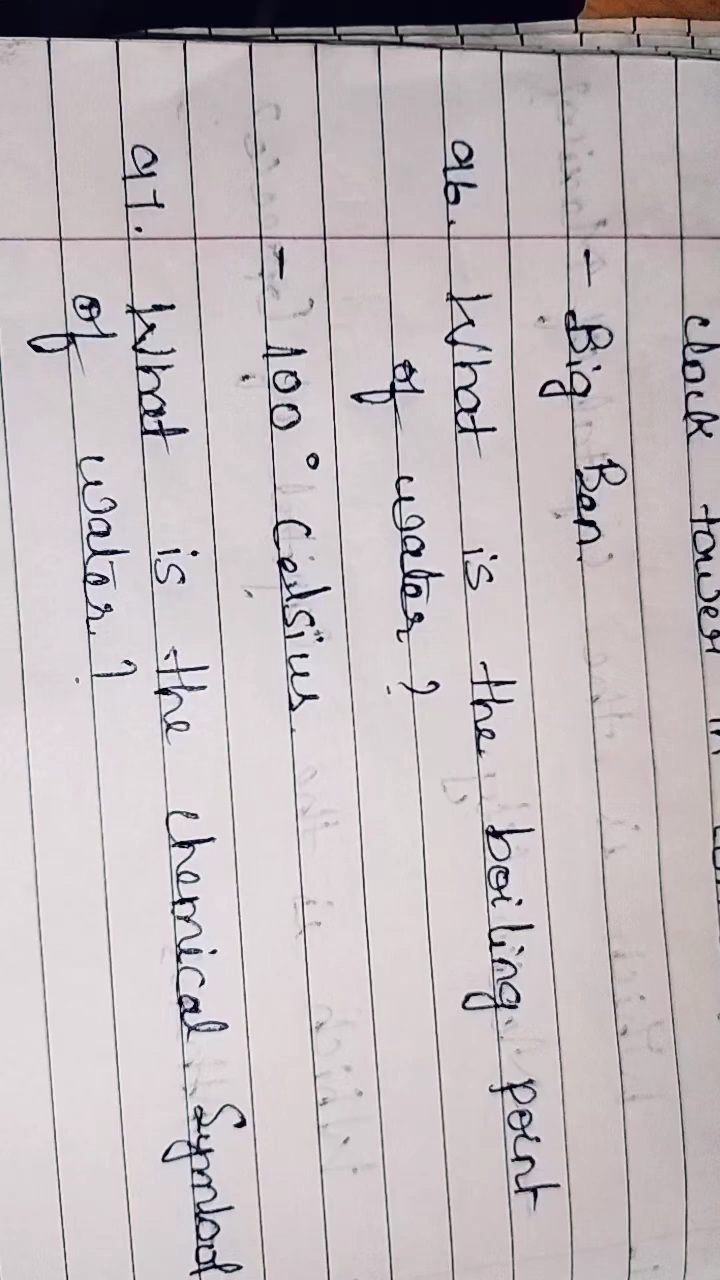 clock tower in
- Big Ben.
96. What is the boiling point
of water?
- 100° Celsius.
97. What is the chemical Symbol
of water?